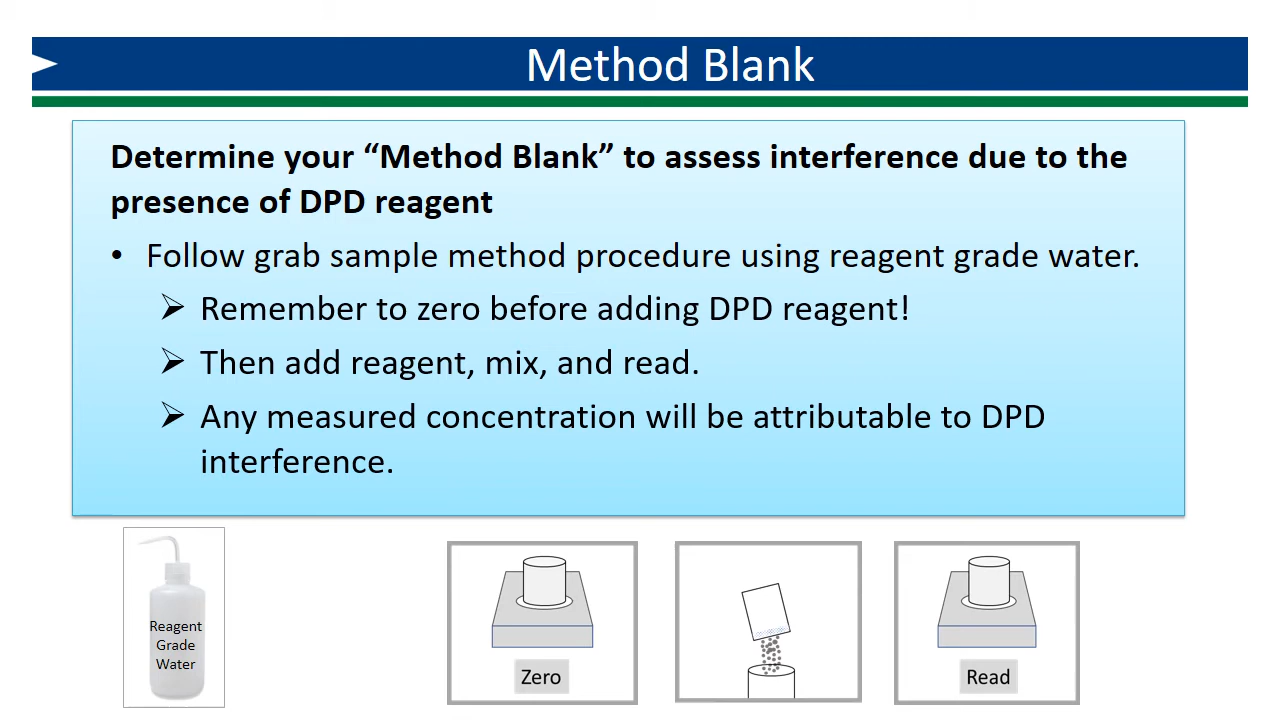 Method Blank
Determine your “Method Blank” to assess interference due to the
presence of DPD reagent
• Follow grab sample method procedure using reagent grade water.
➢ Remember to zero before adding DPD reagent!
➢ Then add reagent, mix, and read.
➢ Any measured concentration will be attributable to DPD
interference.
Reagent
Grade
Water
Zero
Read